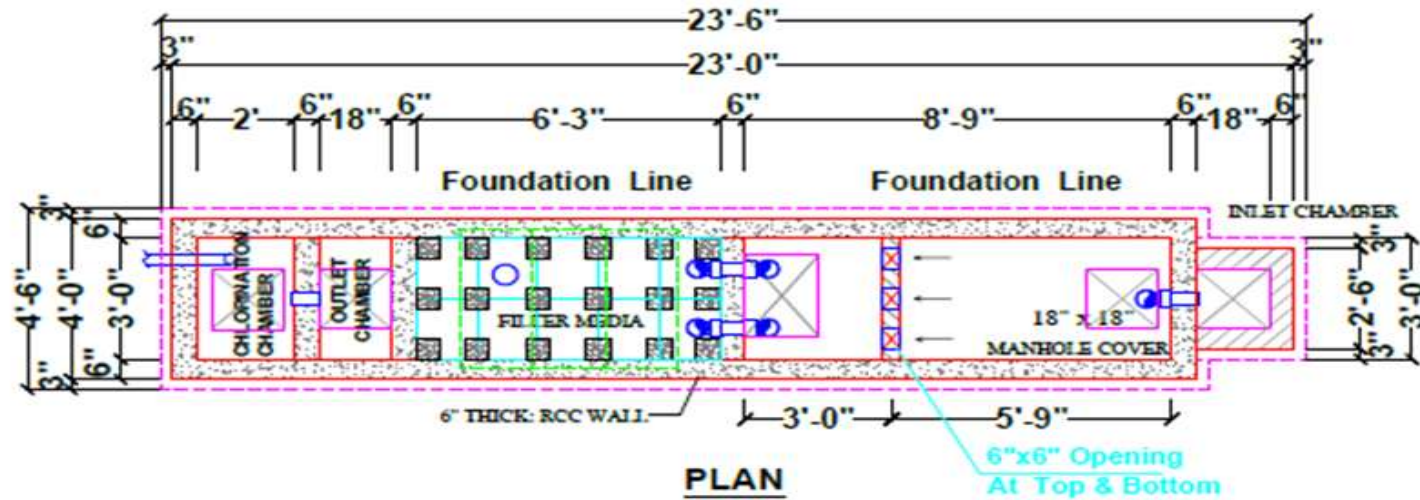 23'-6"
3" 23'-0" 3"
6" 2' 6" 18" 6" 6'-3" 6" 8'-9" 6" 18" 6"
Foundation Line Foundation Line
INLET CHAMBER
4'-6" 3" 3"
4'-0" 6" 6"
3'-0"
CHLORINAITON
CHAMBER
OUTLET
CHAMBER
FILLER MEDIA
18" x 18"
MANHOLE COVER
3" 2'-6" 3"
3'-0"
6" THICK: RCC WALL
3'-0" 5'-9"
6"x6" Opening
At Top & Bottom
PLAN